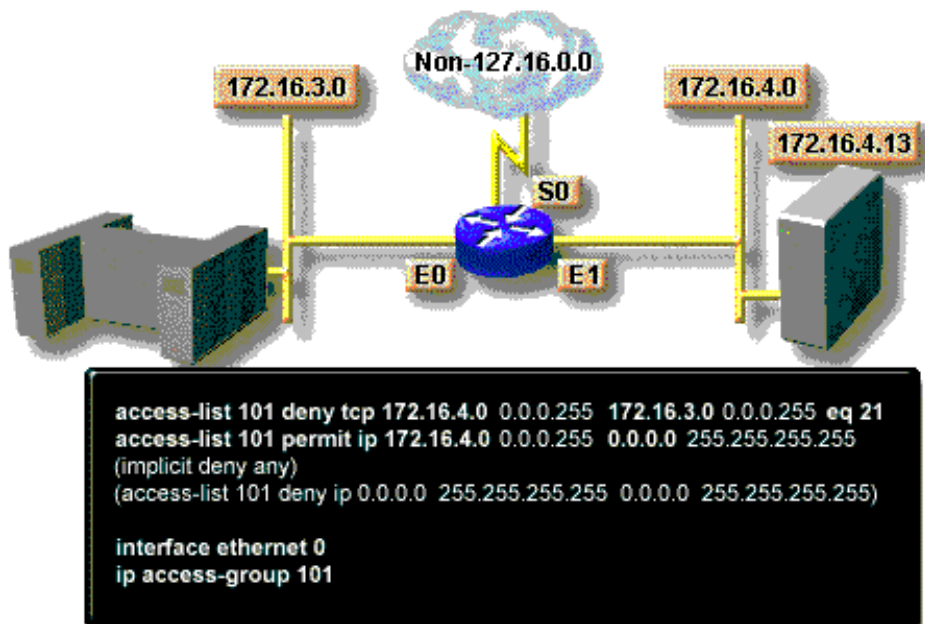 Non-127.16.0.0
172.16.3.0
172.16.4.0
172.16.4.13
S0
E0
E1
access-list 101 deny tcp 172.16.4.0 0.0.0.255 172.16.3.0 0.0.0.255 eq 21
access-list 101 permit ip 172.16.4.0 0.0.0.255 0.0.0.0 255.255.255.255
(implicit deny any)
(access-list 101 deny ip 0.0.0.0 255.255.255.255 0.0.0.0 255.255.255.255)
interface ethernet 0
ip access-group 101